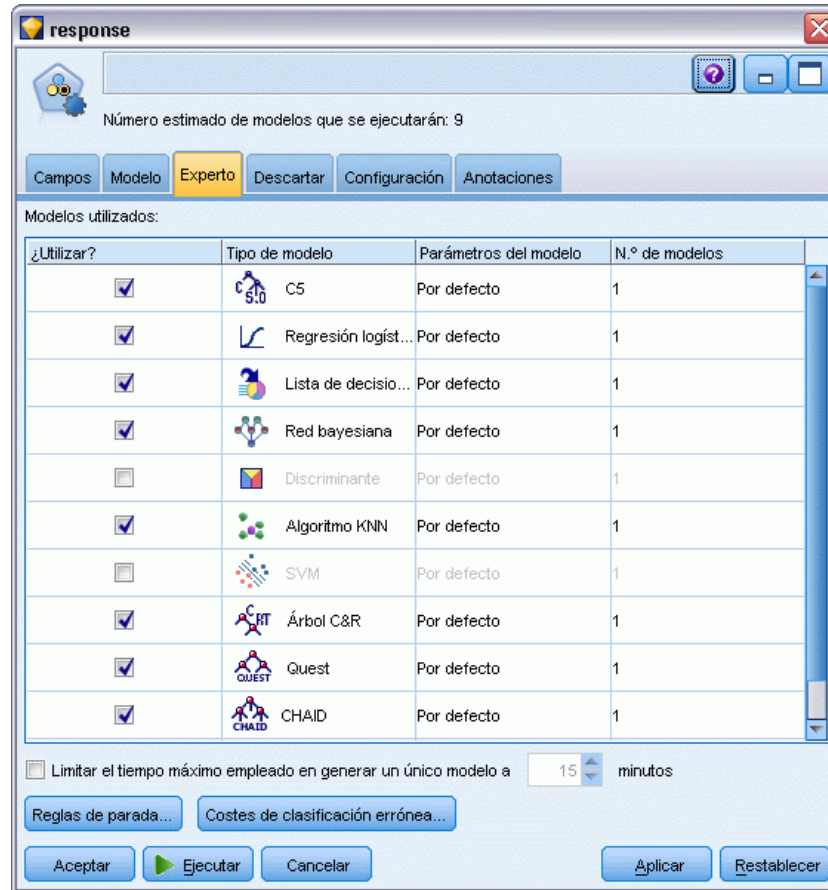 response
Número estimado de modelos que se ejecutarán: 9
Campos Modelo Experto Descartar Configuración Anotaciones
Modelos utilizados:
¿Utilizar? Tipo de modelo Parámetros del modelo N.º de modelos
C5 Por defecto 1
Regresión logíst... Por defecto 1
Lista de decisio... Por defecto 1
Red bayesiana Por defecto 1
Discriminante Por defecto 1
Algoritmo KNN Por defecto 1
SVM Por defecto 1
Árbol C&R Por defecto 1
Quest Por defecto 1
CHAID Por defecto 1
Limitar el tiempo máximo empleado en generar un único modelo a 15 minutos
Reglas de parada... Costes de clasificación errónea...
Aceptar Ejecutar Cancelar Aplicar Restablecer